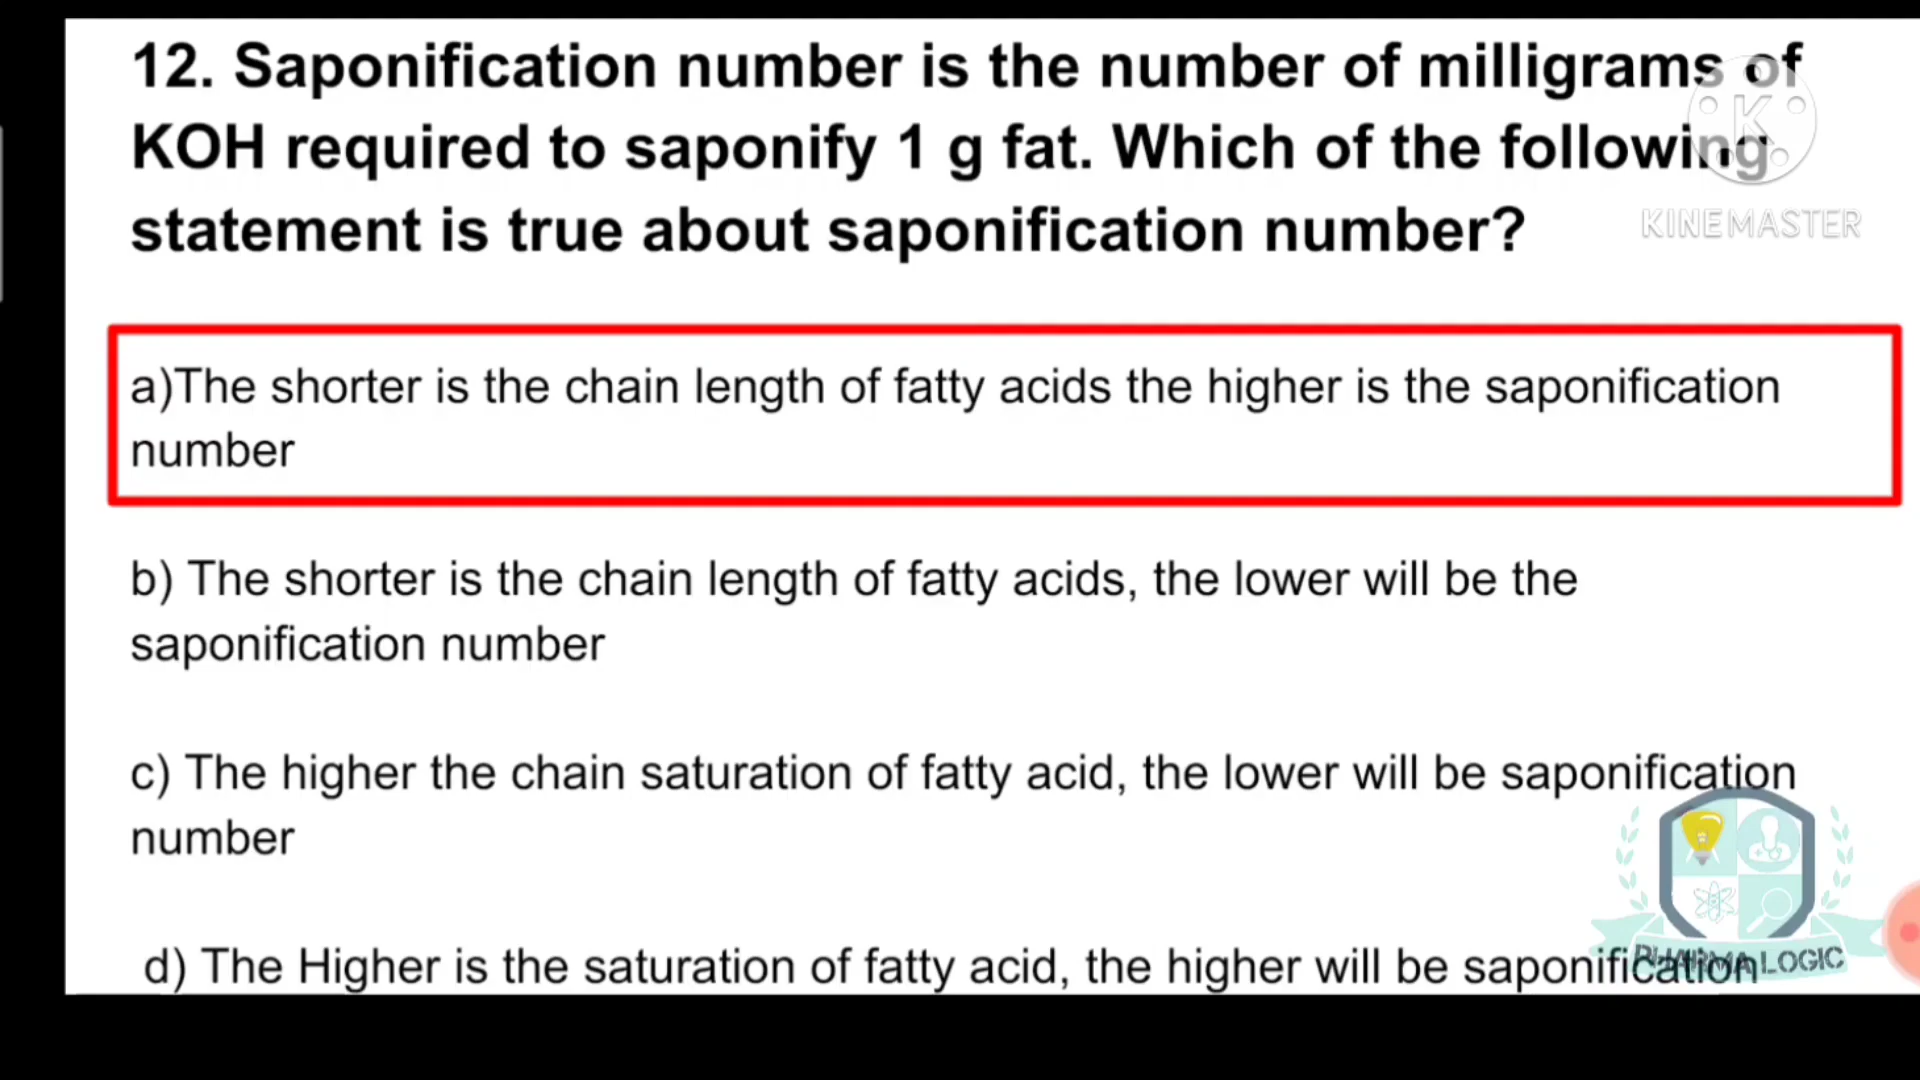 12. Saponification number is the number of milligrams of
KOH required to saponify 1 g fat. Which of the following
statement is true about saponification number?
KINEMASTER
a)The shorter is the chain length of fatty acids the higher is the saponification
number
b) The shorter is the chain length of fatty acids, the lower will be the
saponification number
c) The higher the chain saturation of fatty acid, the lower will be saponification
number
d) The Higher is the saturation of fatty acid, the higher will be saponification
PHARMA LOGIC